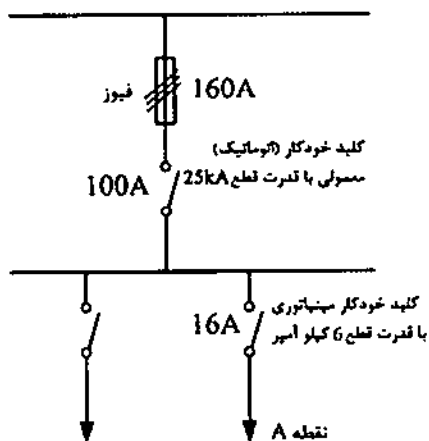 فیوز 160A
کلید خودکار (اتوماتیک)
معمولی با قدرت قطع 25kA
100A
16A
کلید خودکار مینیاتوری
با قدرت قطع 6 کیلو آمپر
نقطه A